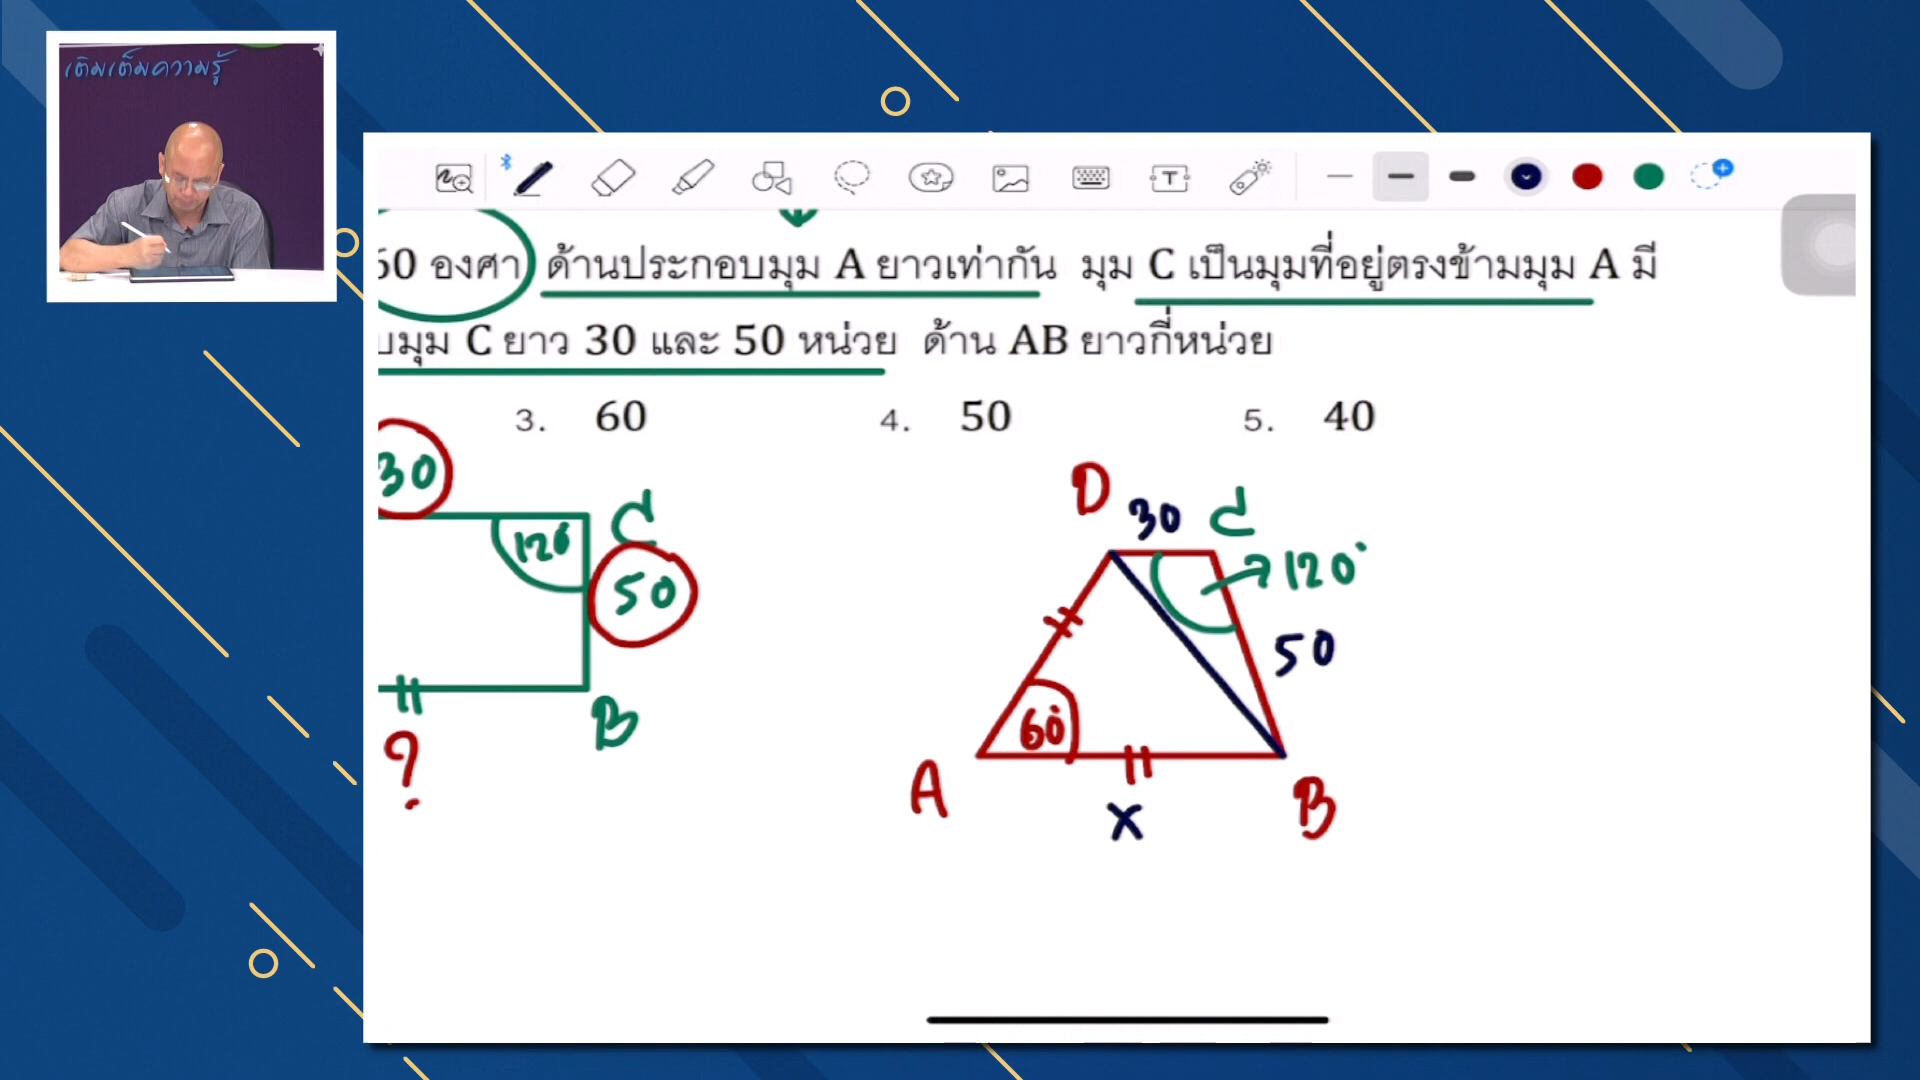 เติมเต็มความรู้
60 องศา ด้านประกอบมุม A ยาวเท่ากัน มุม C เป็นมุมที่อยู่ตรงข้ามมุม A มี
บมุม C ยาว 30 และ 50 หน่วย ด้าน AB ยาวกี่หน่วย
3. 60 4. 50 5. 40
30
120° C
50
B
?
D 30 C
120°
50
60°
A B
x